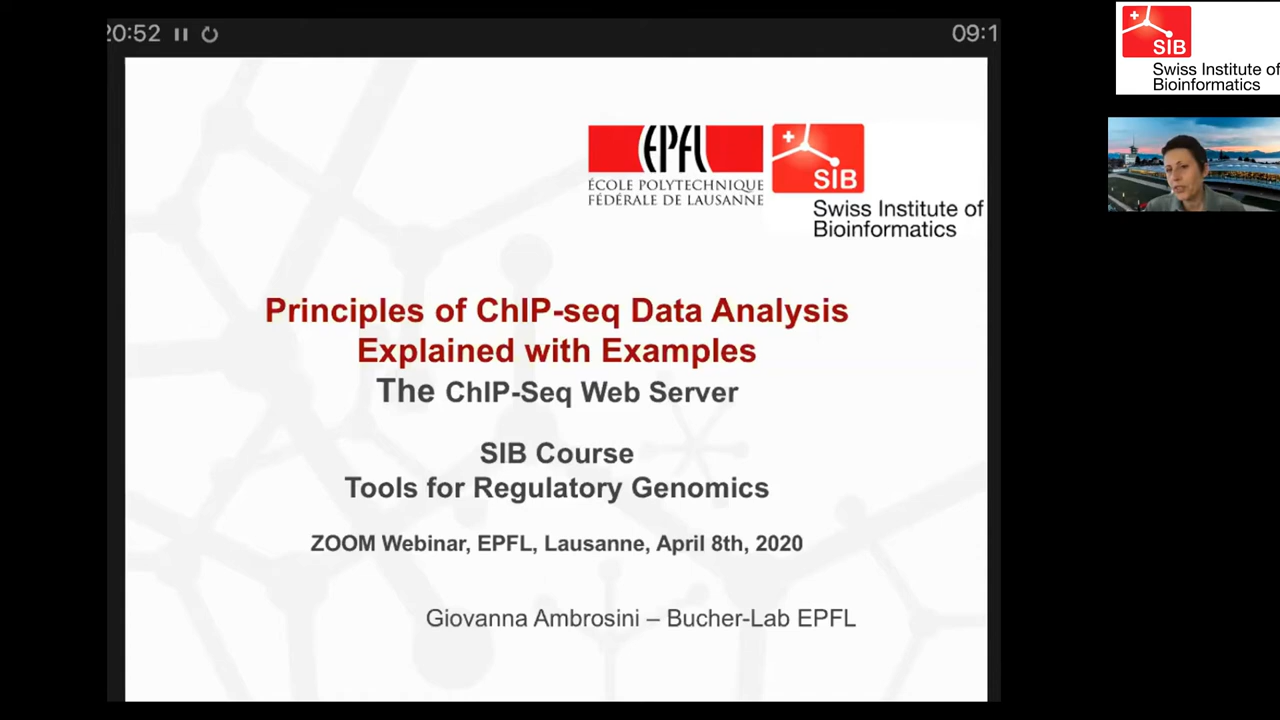 20:52
09:1
EPFL
ÉCOLE POLYTECHNIQUE
FÉDÉRALE DE LAUSANNE
SIB
Swiss Institute of
Bioinformatics
Principles of ChIP-seq Data Analysis
Explained with Examples
The ChIP-Seq Web Server
SIB Course
Tools for Regulatory Genomics
ZOOM Webinar, EPFL, Lausanne, April 8th, 2020
Giovanna Ambrosini – Bucher-Lab EPFL
SIB
Swiss Institute of
Bioinformatics